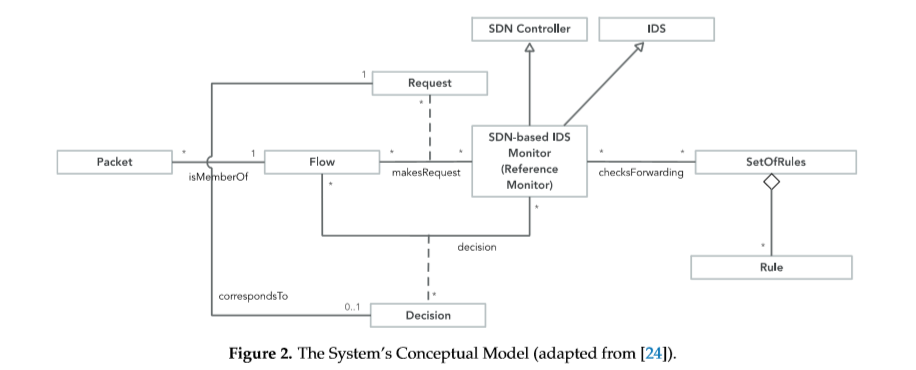 SDN Controller
IDS
1
Request
*
SDN-based IDS
Monitor
(Reference
Monitor)
Packet
*
1
Flow
*
*
*
*
SetOfRules
isMemberOf
makesRequest
checksForwarding
*
*
decision
*
Rule
correspondsTo
0..1
*
Decision
Figure 2. The System's Conceptual Model (adapted from [24]).